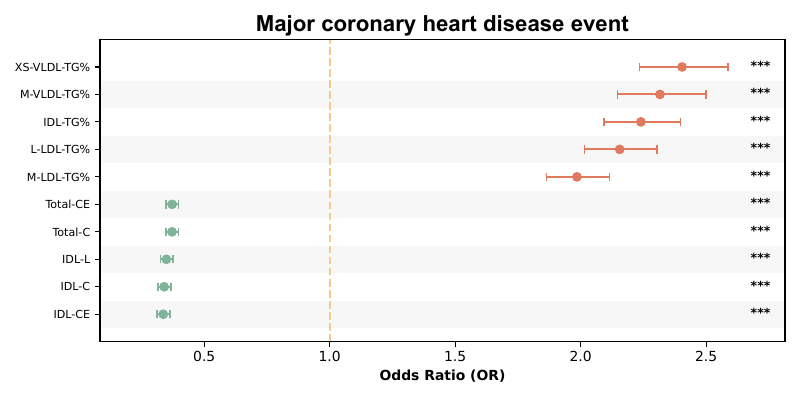 Major coronary heart disease event
XS-VLDL-TG% ***
M-VLDL-TG% ***
IDL-TG% ***
L-LDL-TG% ***
M-LDL-TG% ***
Total-CE ***
Total-C ***
IDL-L ***
IDL-C ***
IDL-CE ***
0.5 1.0 1.5 2.0 2.5
Odds Ratio (OR)